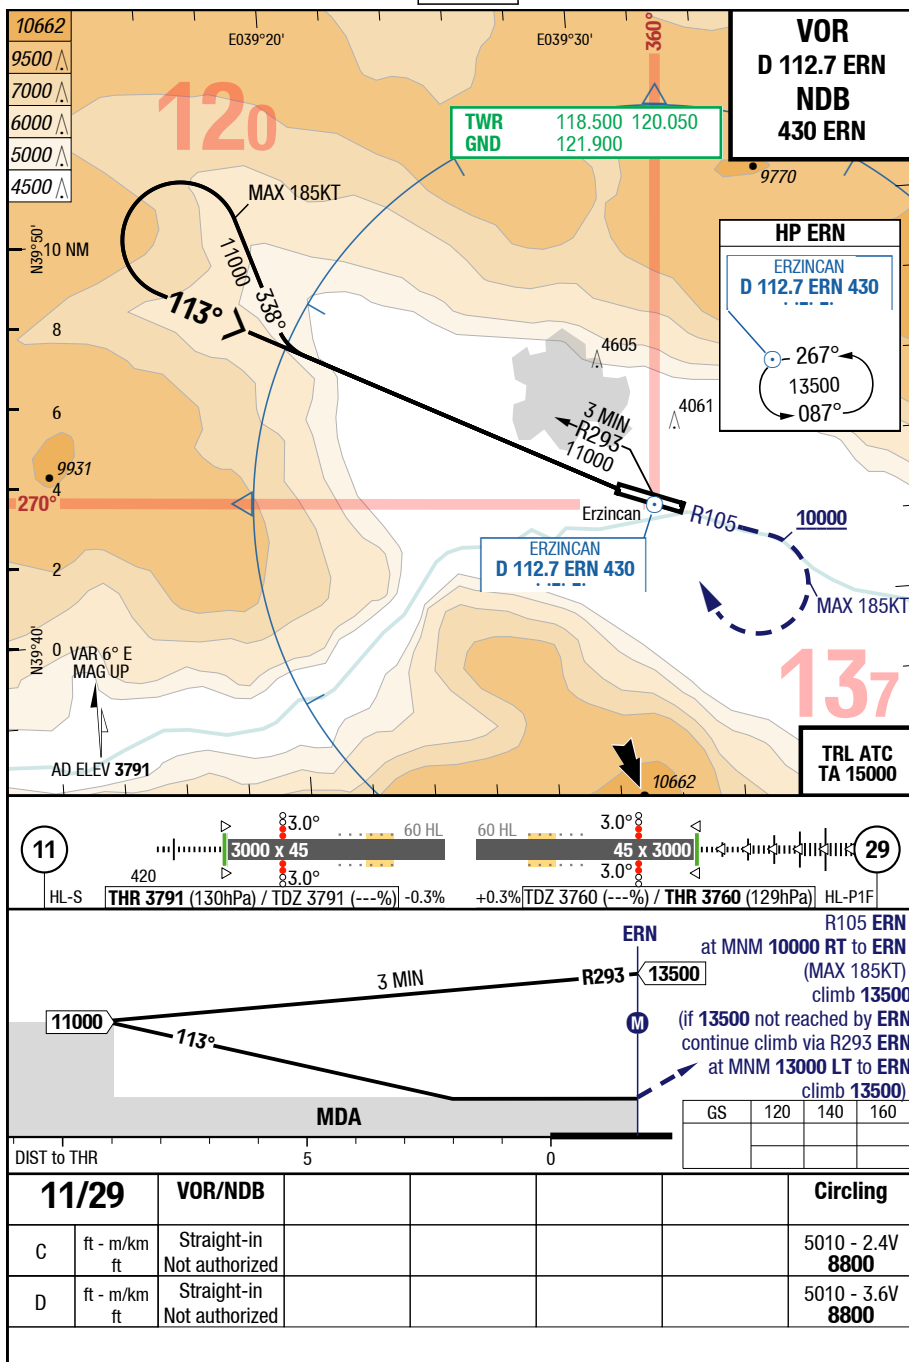 10662
9500
7000
6000
5000
4500
E039°20'
E039°30'
360°
VOR
D 112.7 ERN
NDB
430 ERN
120
TWR 118.500 120.050
GND 121.900
9770
MAX 185KT
N39°50'
10 NM
11000
338°
113°
HP ERN
ERZINCAN
D 112.7 ERN 430
267°
13500
087°
8
4605
6
4061
3 MIN
R293
11000
9931
4
270°
Erzincan
R105
10000
ERZINCAN
D 112.7 ERN 430
2
MAX 185KT
N39°40'
0
VAR 6° E
MAG UP
137
AD ELEV 3791
TRL ATC
TA 15000
10662
11
3.0°
60 HL
3000 x 45
420
3.0°
HL-S
THR 3791 (130hPa) / TDZ 3791 (---%)
-0.3%
60 HL
3.0°
45 x 3000
29
3.0°
+0.3%
TDZ 3760 (---%) / THR 3760 (129hPa)
HL-P1F
ERN
R105 ERN
at MNM 10000 RT to ERN
(MAX 185KT)
climb 13500
(if 13500 not reached by ERN
continue climb via R293 ERN
at MNM 13000 LT to ERN
climb 13500)
3 MIN
R293
13500
11000
M
113°
MDA
GS 120 140 160
DIST to THR
5
0
11/29 VOR/NDB Circling
C ft - m/km Straight-in 5010 - 2.4V
ft Not authorized 8800
D ft - m/km Straight-in 5010 - 3.6V
ft Not authorized 8800